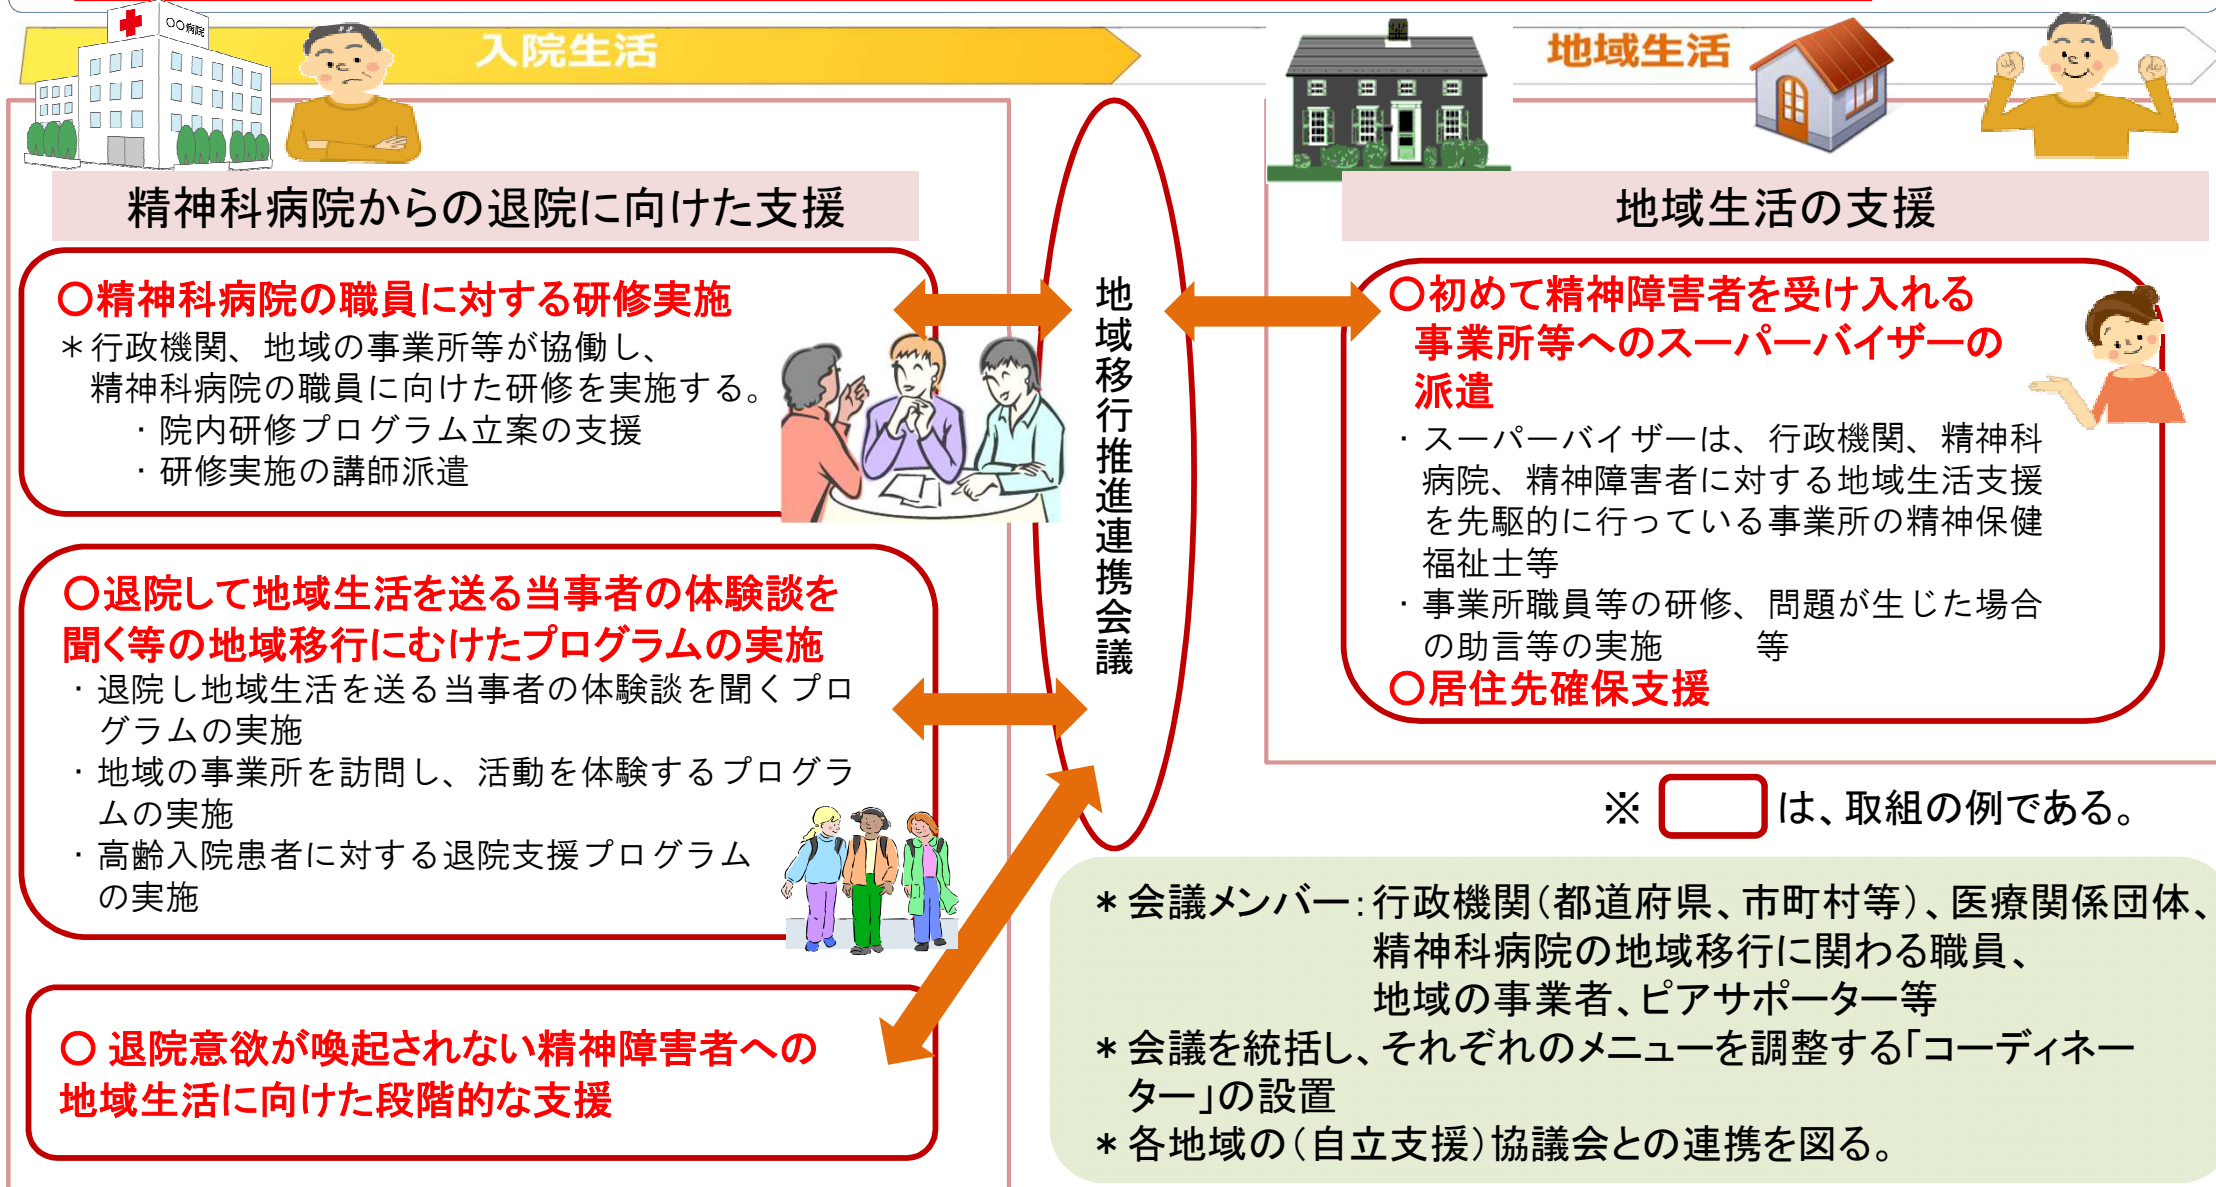 〇〇病院
入院生活
地域生活
精神科病院からの退院に向けた支援
〇精神科病院の職員に対する研修実施
＊行政機関、地域の事業所等が協働し、
精神科病院の職員に向けた研修を実施する。
・院内研修プログラム立案の支援
・研修実施の講師派遣
〇退院して地域生活を送る当事者の体験談を
聞く等の地域移行にむけたプログラムの実施
・退院し地域生活を送る当事者の体験談を聞くプロ
グラムの実施
・地域の事業所を訪問し、活動を体験するプログラ
ムの実施
・高齢入院患者に対する退院支援プログラム
の実施
〇 退院意欲が喚起されない精神障害者への
地域生活に向けた段階的な支援
地域移行推進連携会議
地域生活の支援
〇初めて精神障害者を受け入れる
事業所等へのスーパーバイザーの
派遣
・スーパーバイザーは、行政機関、精神科
病院、精神障害者に対する地域生活支援
を先駆的に行っている事業所の精神保健
福祉士等
・事業所職員等の研修、問題が生じた場合
の助言等の実施　　等
〇居住先確保支援
※ は、取組の例である。
＊会議メンバー：行政機関（都道府県、市町村等）、医療関係団体、
精神科病院の地域移行に関わる職員、
地域の事業者、ピアサポーター等
＊会議を統括し、それぞれのメニューを調整する「コーディネー
ター」の設置
＊各地域の（自立支援）協議会との連携を図る。